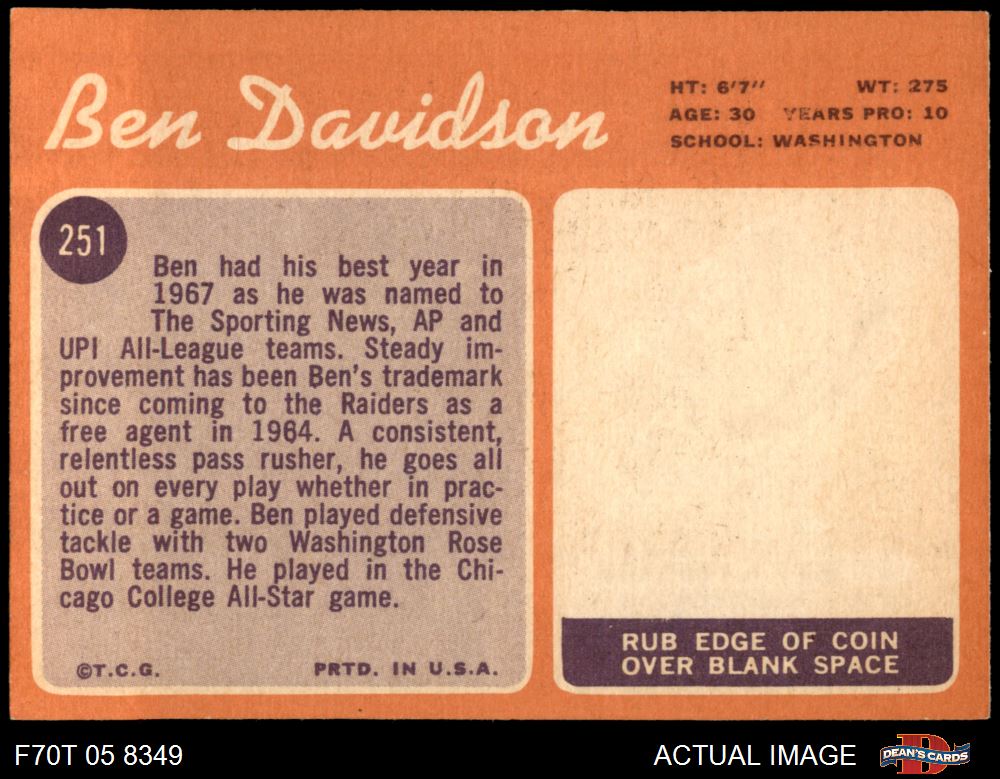 Ben Davidson
HT: 6'7" WT: 275
AGE: 30 YEARS PRO: 10
SCHOOL: WASHINGTON
251
Ben had his best year in
1967 as he was named to
The Sporting News, AP and
UPI All-League teams. Steady im-
provement has been Ben's trademark
since coming to the Raiders as a
free agent in 1964. A consistent,
relentless pass rusher, he goes all
out on every play whether in prac-
tice or a game. Ben played defensive
tackle with two Washington Rose
Bowl teams. He played in the Chi-
cago College All-Star game.
©T.C.G. PRTD. IN U.S.A.
RUB EDGE OF COIN
OVER BLANK SPACE
F70T 05 8349 ACTUAL IMAGE
D
DEAN'S CARDS